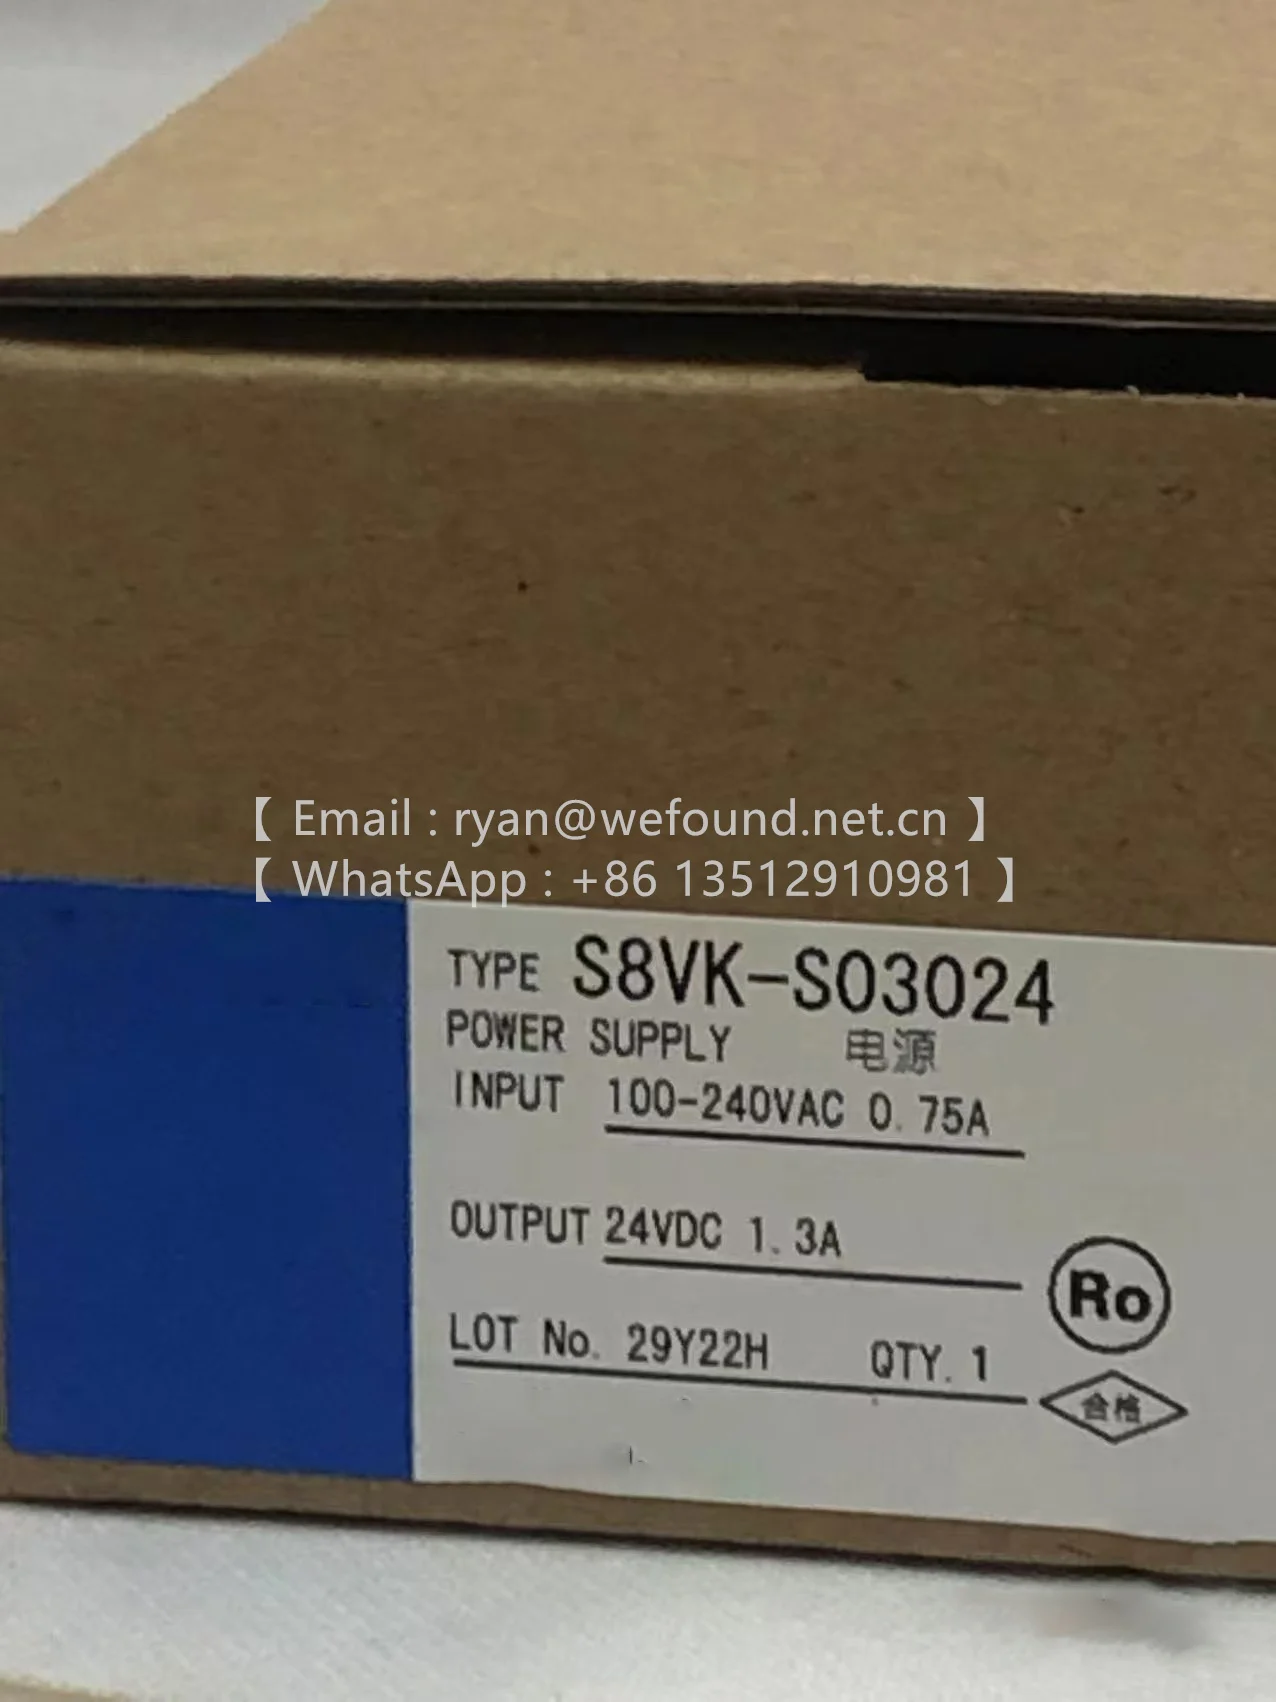 【 Email : ryan@wefound.net.cn 】
【 WhatsApp : +86 13512910981 】
TYPE S8VK-S03024
POWER SUPPLY 电源
INPUT 100-240VAC 0.75A
OUTPUT 24VDC 1.3A
Ro
LOT No. 29Y22H QTY.1
合格